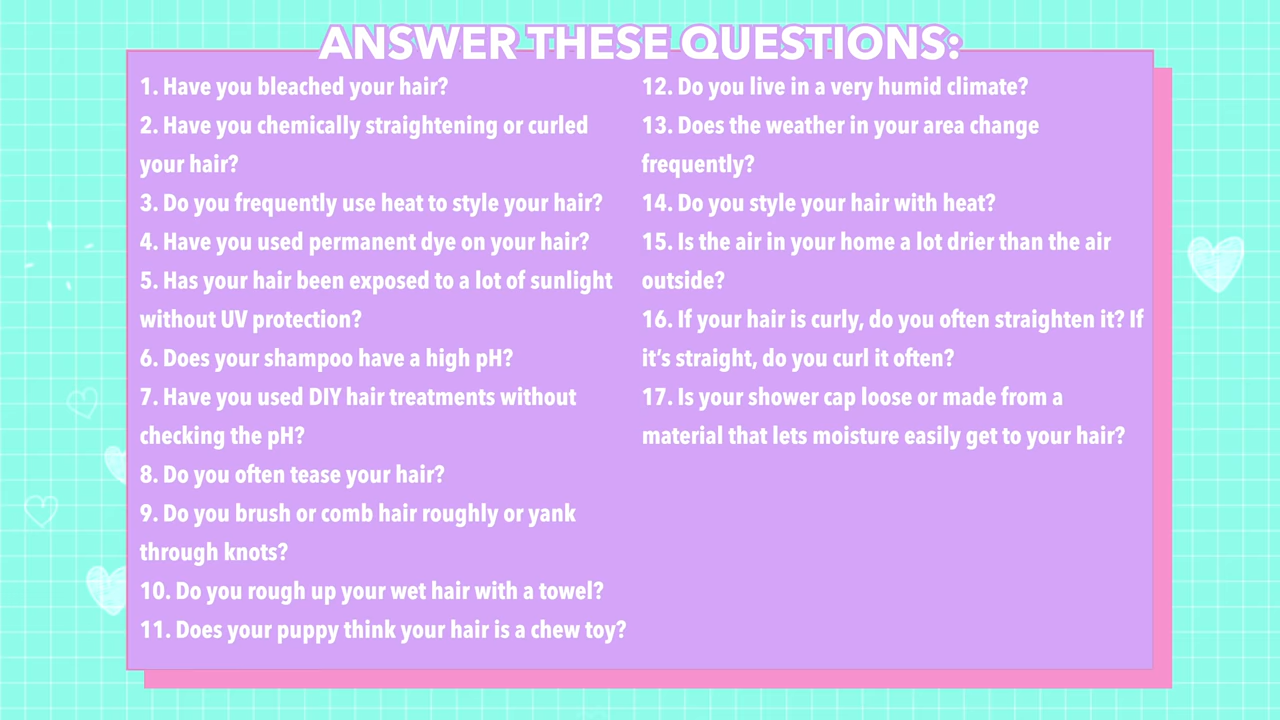 ANSWER THESE QUESTIONS:
1. Have you bleached your hair?
2. Have you chemically straightening or curled
your hair?
3. Do you frequently use heat to style your hair?
4. Have you used permanent dye on your hair?
5. Has your hair been exposed to a lot of sunlight
without UV protection?
6. Does your shampoo have a high pH?
7. Have you used DIY hair treatments without
checking the pH?
8. Do you often tease your hair?
9. Do you brush or comb hair roughly or yank
through knots?
10. Do you rough up your wet hair with a towel?
11. Does your puppy think your hair is a chew toy?
12. Do you live in a very humid climate?
13. Does the weather in your area change
frequently?
14. Do you style your hair with heat?
15. Is the air in your home a lot drier than the air
outside?
16. If your hair is curly, do you often straighten it? If
it’s straight, do you curl it often?
17. Is your shower cap loose or made from a
material that lets moisture easily get to your hair?